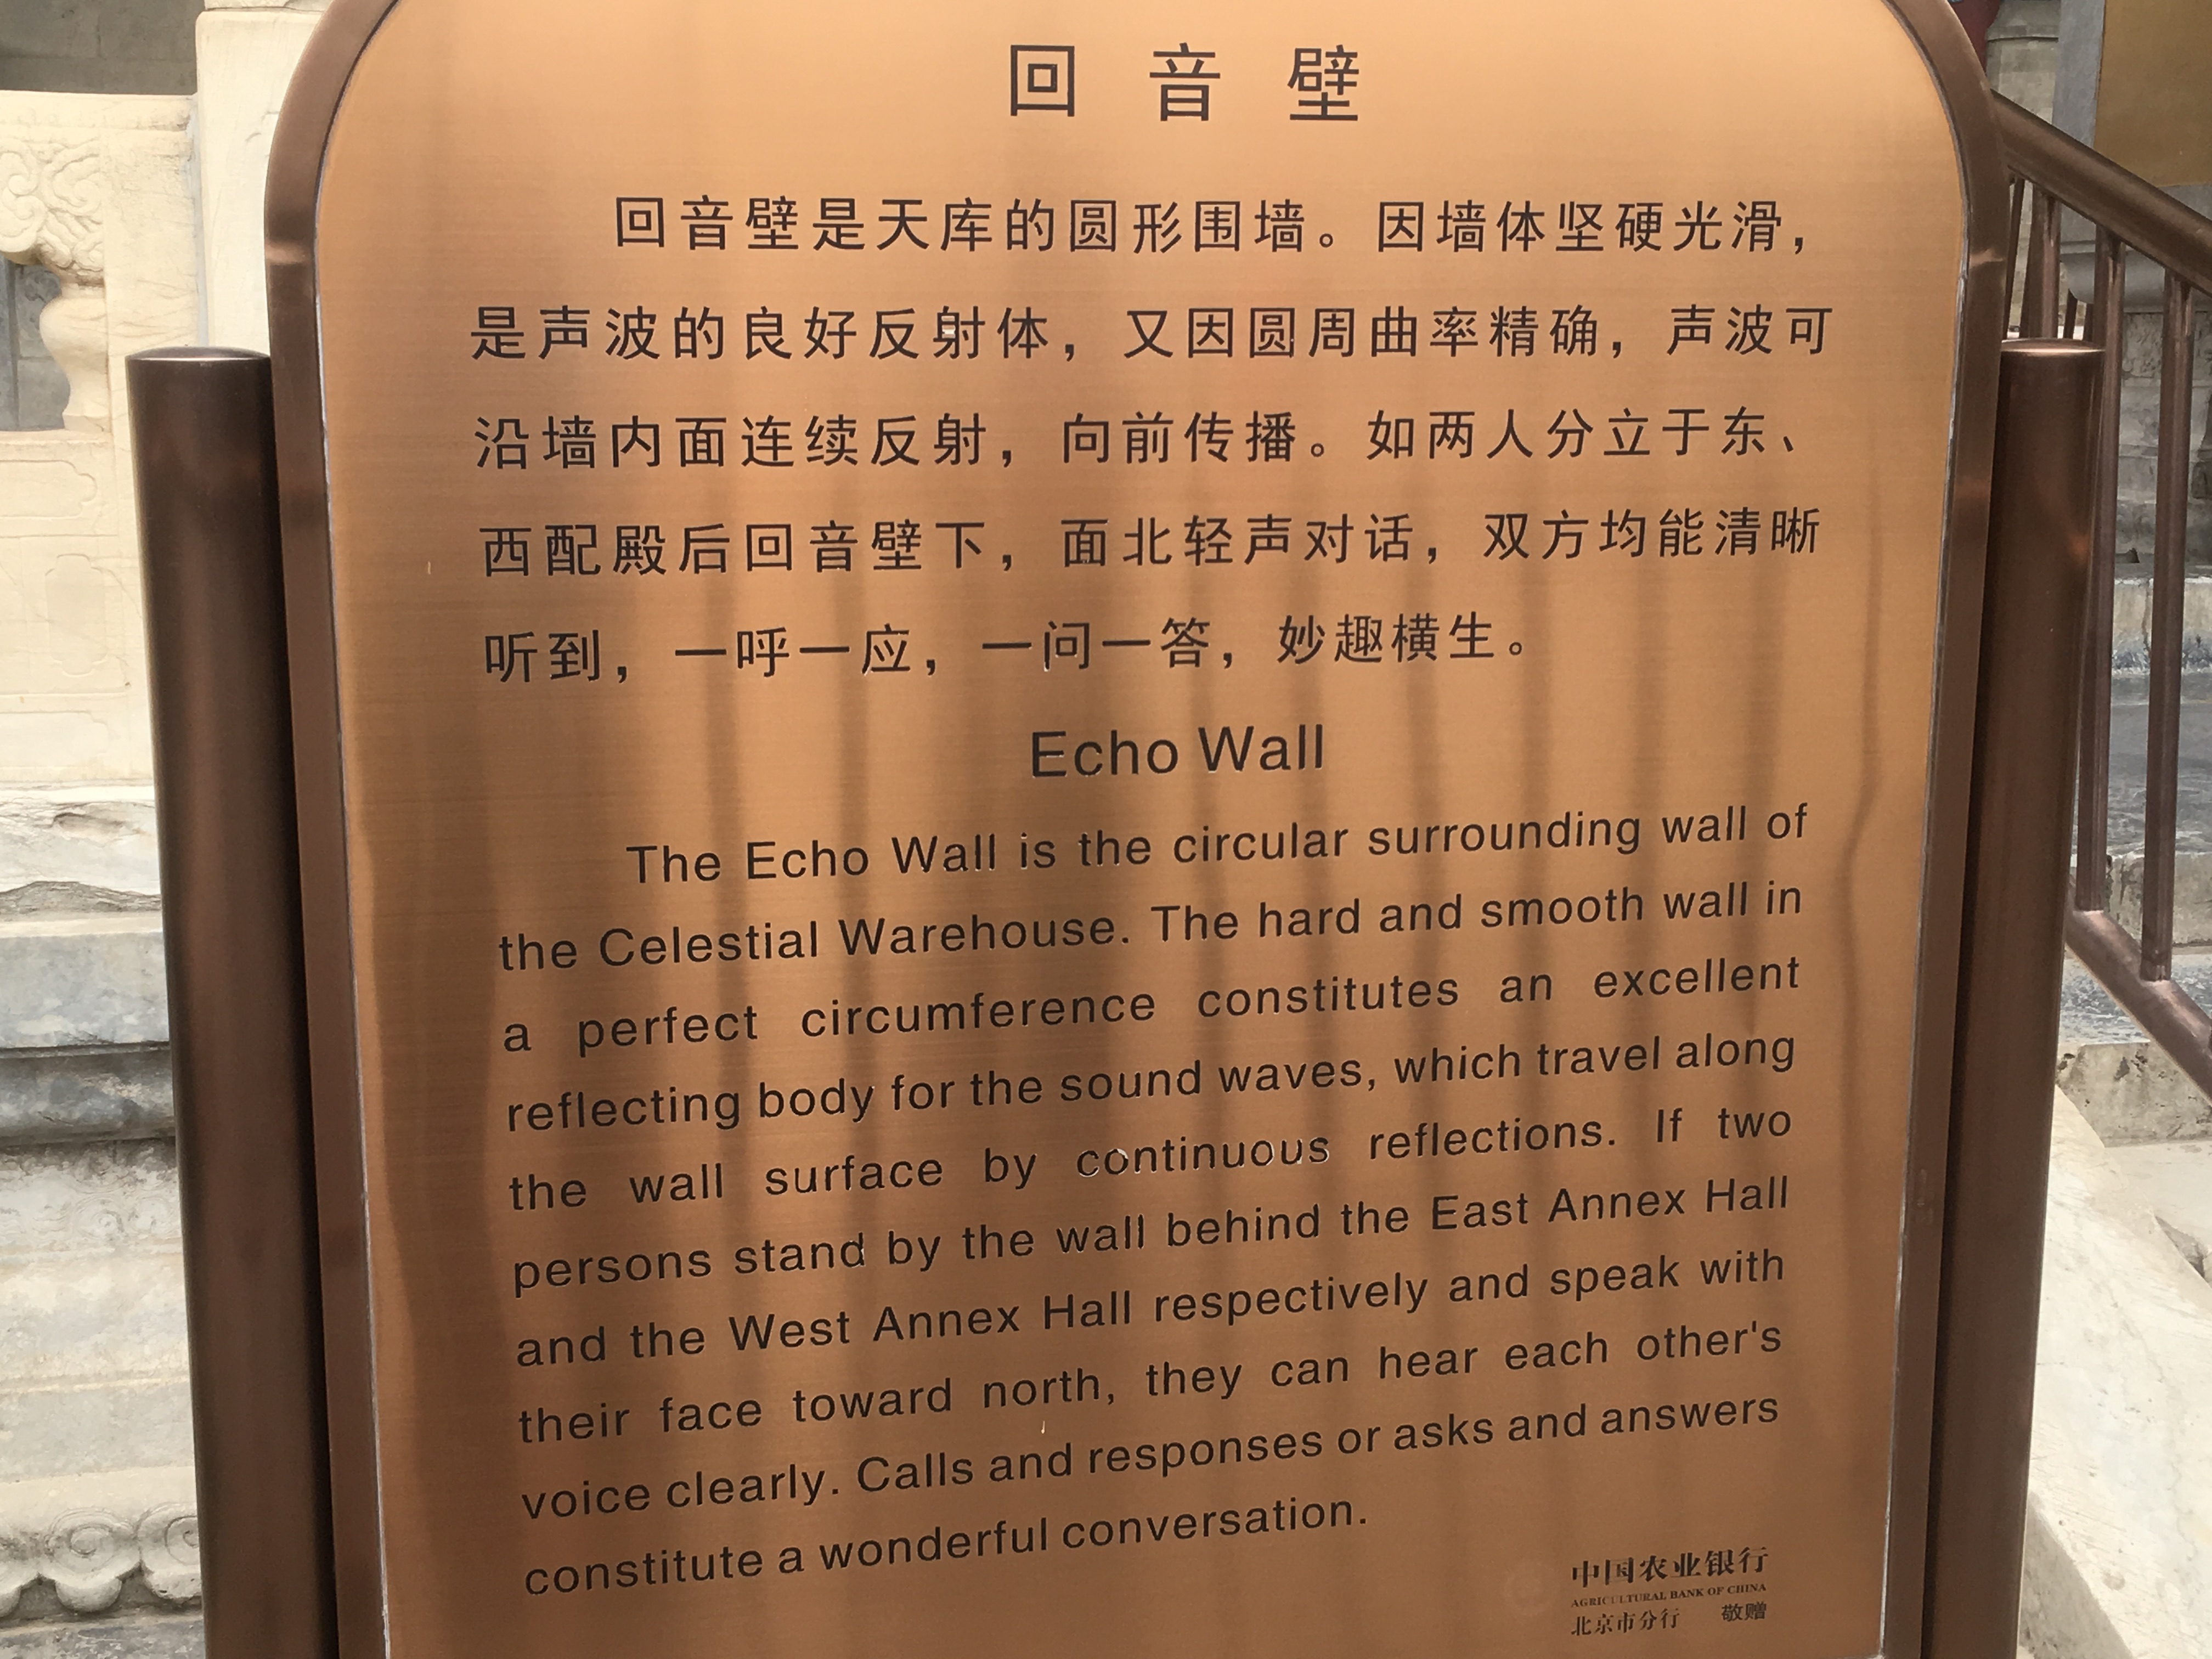 回音壁
回音壁是天库的圆形围墙。因墙体坚硬光滑，
是声波的良好反射体，又因圆周曲率精确，声波可
沿墙内面连续反射，向前传播。如两人分立于东、
西配殿后回音壁下，面北轻声对话，双方均能清晰
听到，一呼一应，一问一答，妙趣横生。
Echo Wall
The Echo Wall is the circular surrounding wall of
the Celestial Warehouse. The hard and smooth wall in
a perfect circumference constitutes an excellent
reflecting body for the sound waves, which travel along
the wall surface by continuous reflections. If two
persons stand by the wall behind the East Annex Hall
and the West Annex Hall respectively and speak with
their face toward north, they can hear each other's
voice clearly. Calls and responses or asks and answers
constitute a wonderful conversation.
中国农业银行
AGRICULTURAL BANK OF CHINA
北京市分行 敬赠